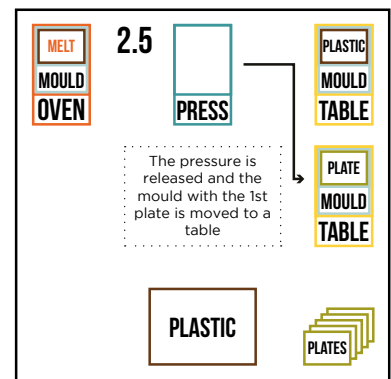 MELT
MOULD
OVEN
2.5
PRESS
PLASTIC
MOULD
TABLE
The pressure is
released and the
mould with the 1st
plate is moved to a
table
PLATE
MOULD
TABLE
PLASTIC
PLATES